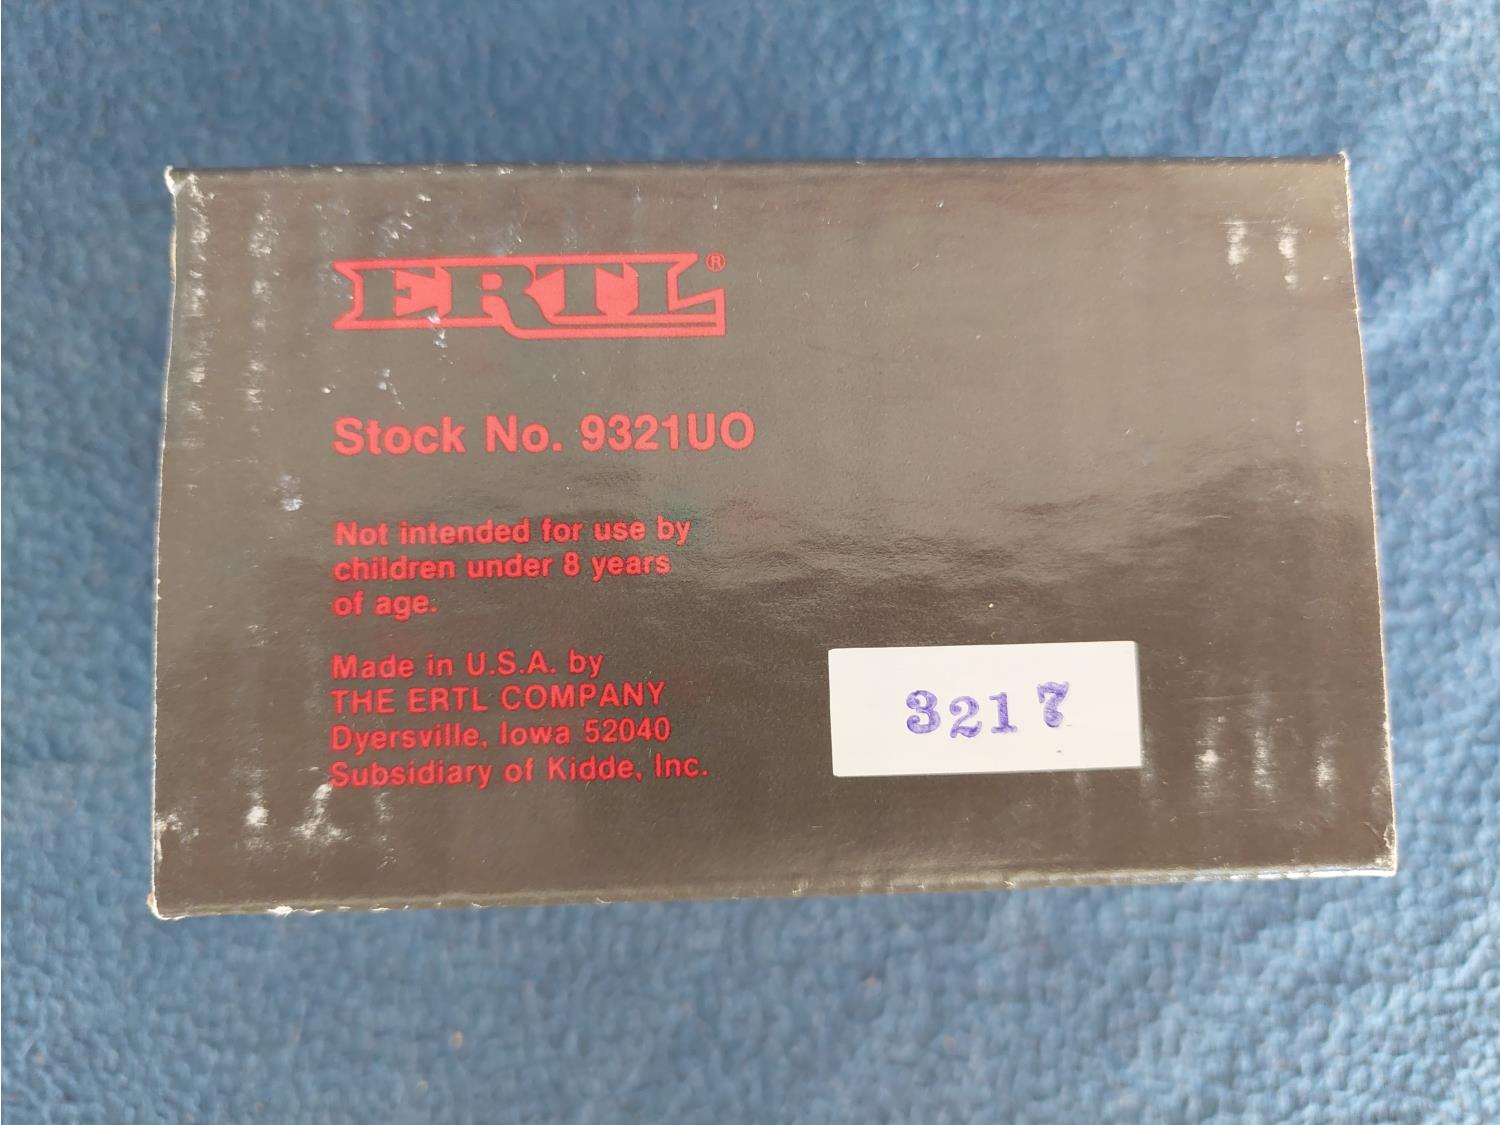 ERTL®
Stock No. 9321UO
Not intended for use by
children under 8 years
of age.
Made in U.S.A. by
THE ERTL COMPANY
Dyersville, Iowa 52040
Subsidiary of Kidde, Inc.
3217